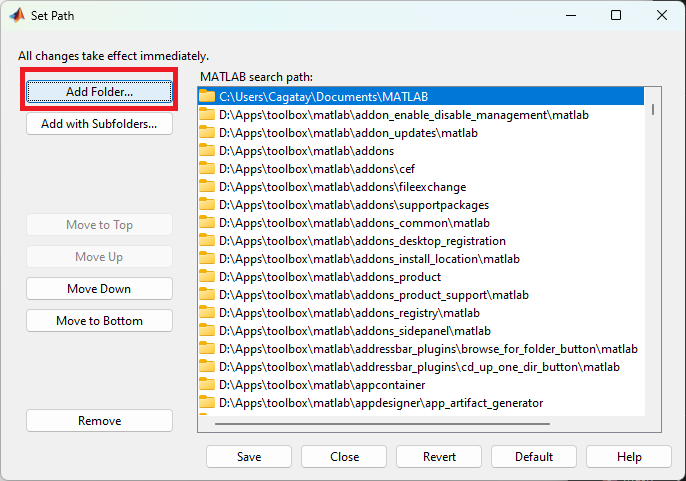 Set Path
All changes take effect immediately.
Add Folder...
Add with Subfolders...
Move to Top
Move Up
Move Down
Move to Bottom
Remove
MATLAB search path:
C:\Users\Cagatay\Documents\MATLAB
D:\Apps\toolbox\matlab\addon_enable_disable_management\matlab
D:\Apps\toolbox\matlab\addon_updates\matlab
D:\Apps\toolbox\matlab\addons
D:\Apps\toolbox\matlab\addons\cef
D:\Apps\toolbox\matlab\addons\fileexchange
D:\Apps\toolbox\matlab\addons\supportpackages
D:\Apps\toolbox\matlab\addons_common\matlab
D:\Apps\toolbox\matlab\addons_desktop_registration
D:\Apps\toolbox\matlab\addons_install_location\matlab
D:\Apps\toolbox\matlab\addons_product
D:\Apps\toolbox\matlab\addons_product_support\matlab
D:\Apps\toolbox\matlab\addons_registry\matlab
D:\Apps\toolbox\matlab\addons_sidepanel\matlab
D:\Apps\toolbox\matlab\addressbar_plugins\browse_for_folder_button\matlab
D:\Apps\toolbox\matlab\addressbar_plugins\cd_up_one_dir_button\matlab
D:\Apps\toolbox\matlab\appcontainer
D:\Apps\toolbox\matlab\appdesigner\app_artifact_generator
Save
Close
Revert
Default
Help